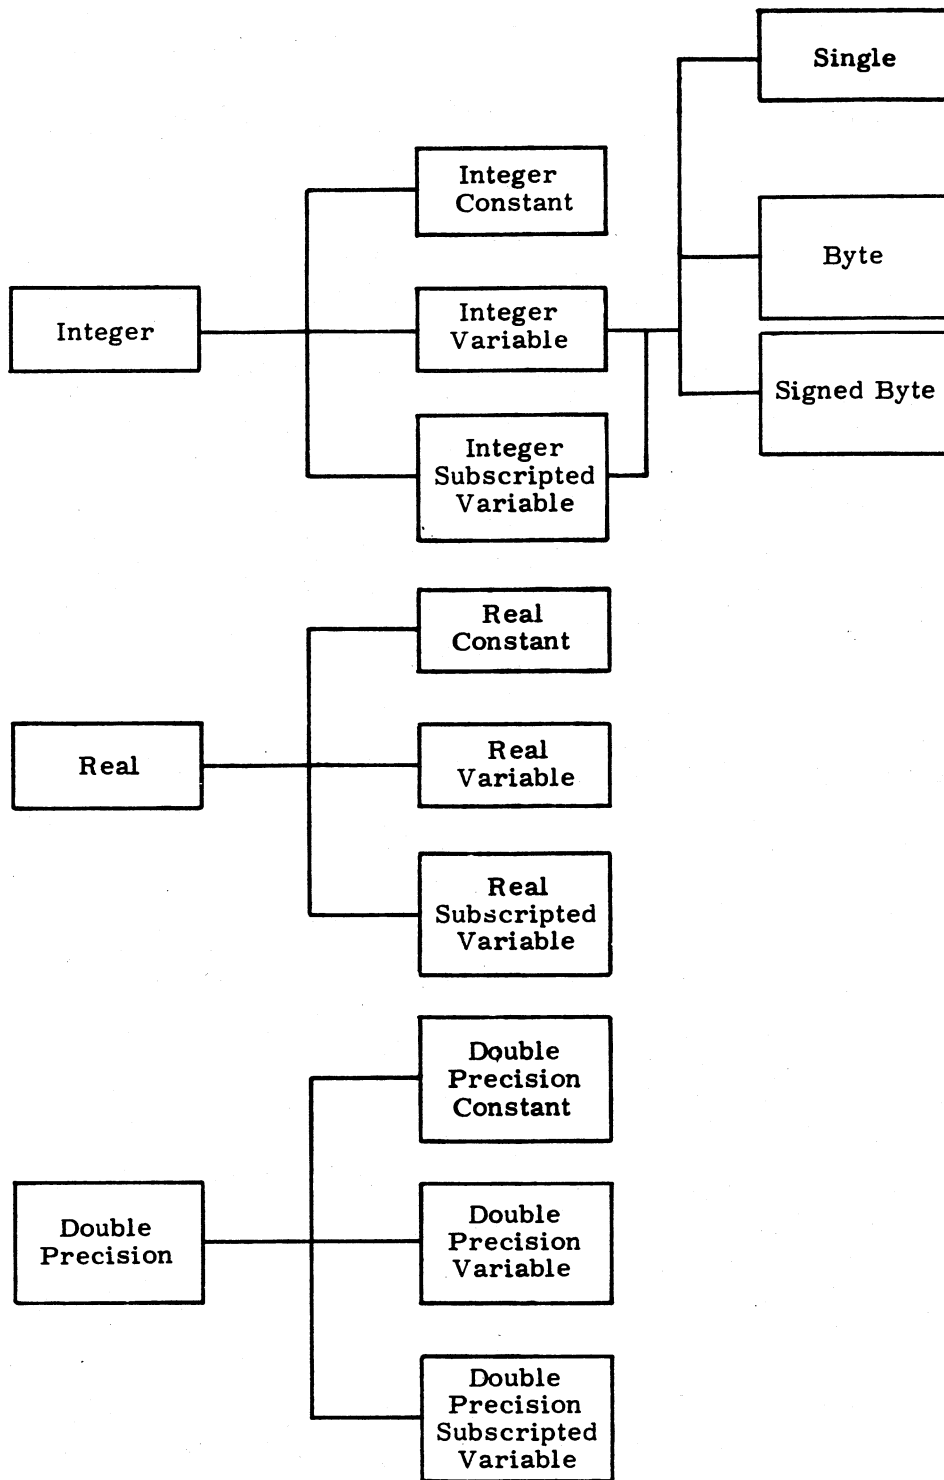 Single
Integer
Constant
Byte
Integer
Integer
Variable
Signed Byte
Integer
Subscripted
Variable
Real
Constant
Real
Real
Variable
Real
Subscripted
Variable
Double
Precision
Constant
Double
Precision
Double
Precision
Variable
Double
Precision
Subscripted
Variable